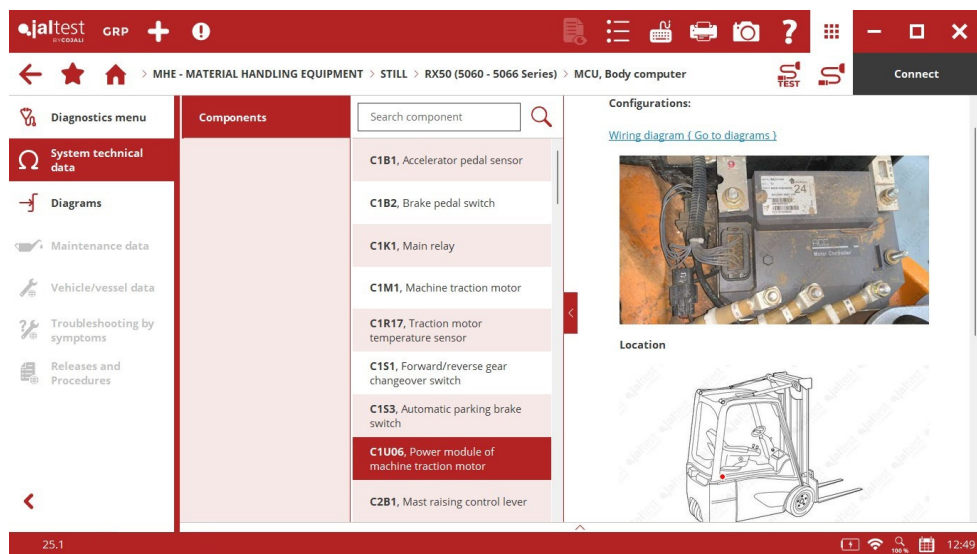 jaltest GRP
BY COJALI
> MHE - MATERIAL HANDLING EQUIPMENT > STILL > RX50 (5060 - 5066 Series) > MCU, Body computer
TEST
Connect
Diagnostics menu
System technical
data
Diagrams
Maintenance data
Vehicle/vessel data
Troubleshooting by
symptoms
Releases and
Procedures
Components
Search component
C1B1, Accelerator pedal sensor
C1B2, Brake pedal switch
C1K1, Main relay
C1M1, Machine traction motor
C1R17, Traction motor
temperature sensor
C1S1, Forward/reverse gear
changeover switch
C1S3, Automatic parking brake
switch
C1U06, Power module of
machine traction motor
C2B1, Mast raising control lever
Configurations:
Wiring diagram { Go to diagrams }
24
Motor Controller
Location
jaltest
25.1
100 %
12:49